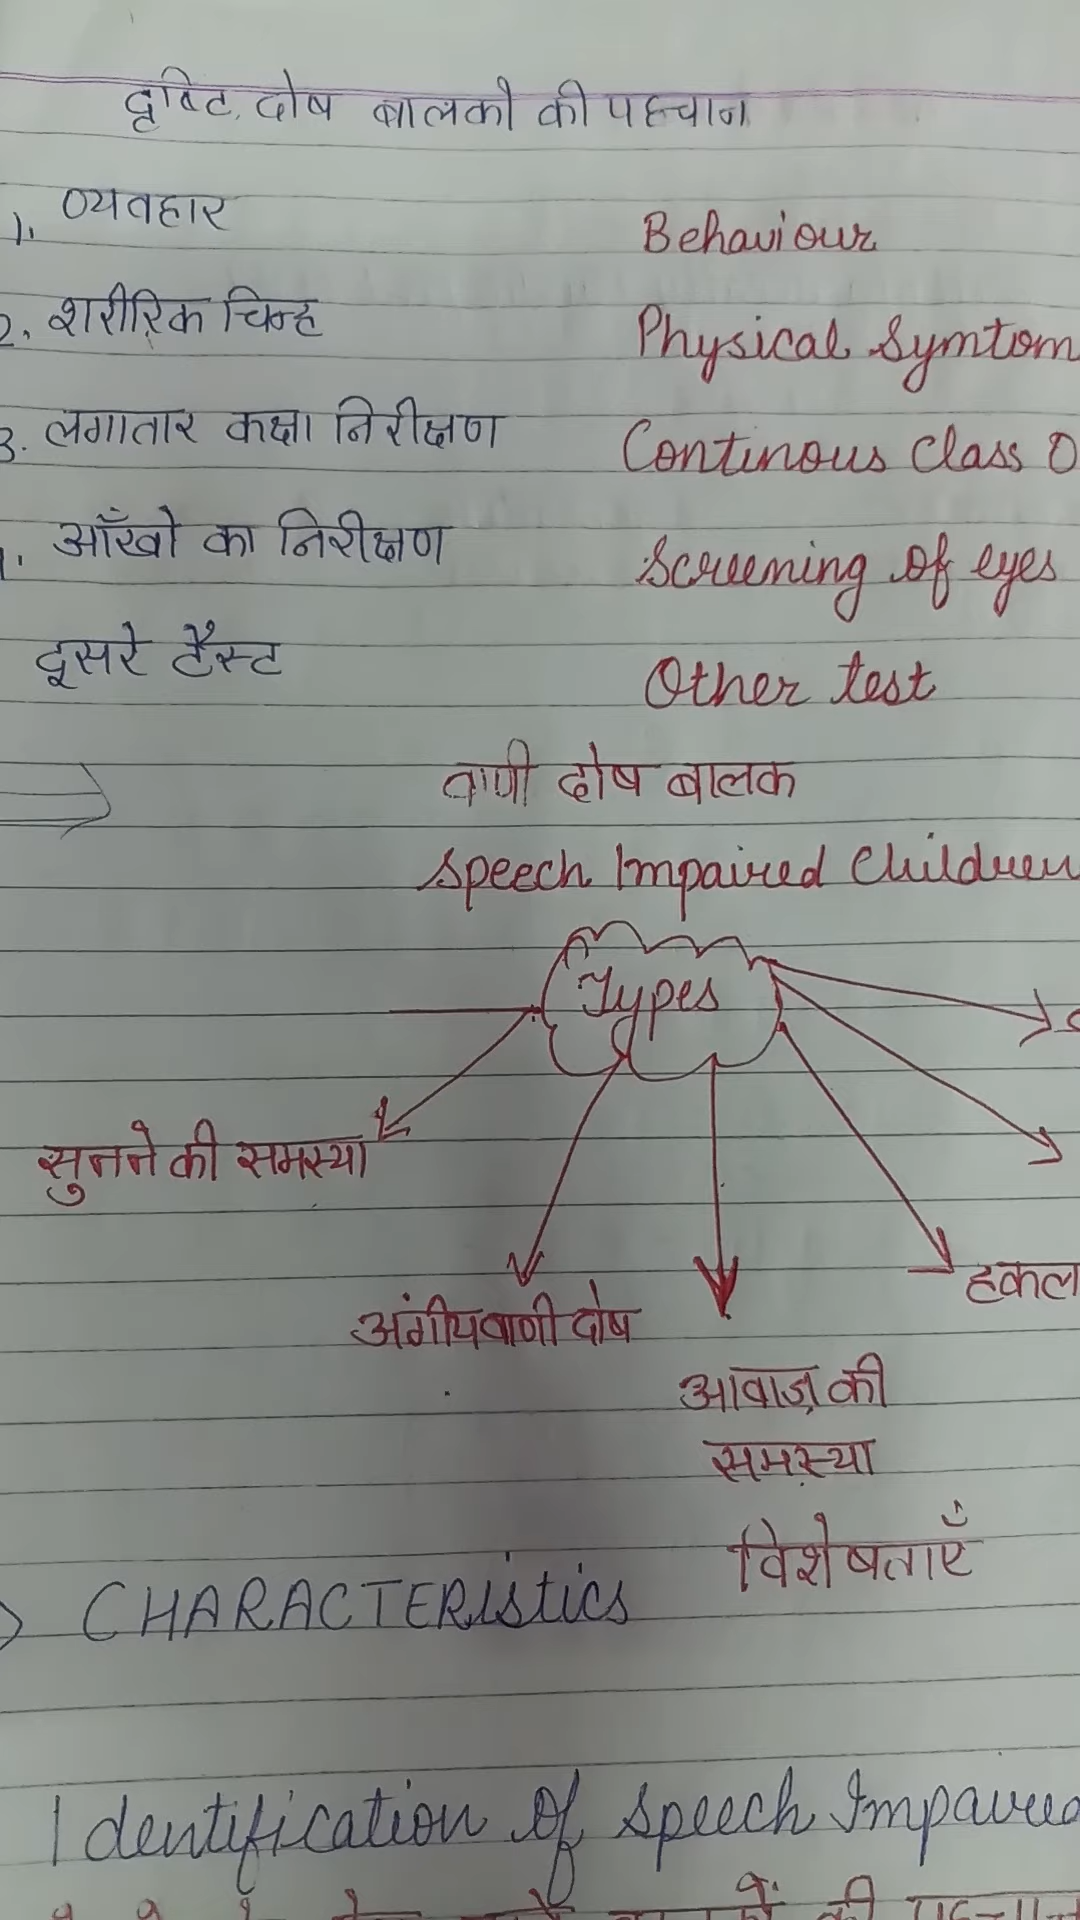 दृष्टि दोष बालको की पहचान
1. व्यवहार Behaviour
2. शरीरिक चिन्ह Physical Symtom
3. लगातार कक्षा निरीक्षण Continous Class O
4. आँखो का निरीक्षण Screening of eyes
दूसरे टैस्ट Other test
वाणी दोष बालक
Speech Impaired Children
Types
सुनने की समस्या
हकल
अंगीयवाणी दोष
आवाज़ की
समस्या
विशेषताएँ
CHARACTERistics
Identification of Speech Impaired